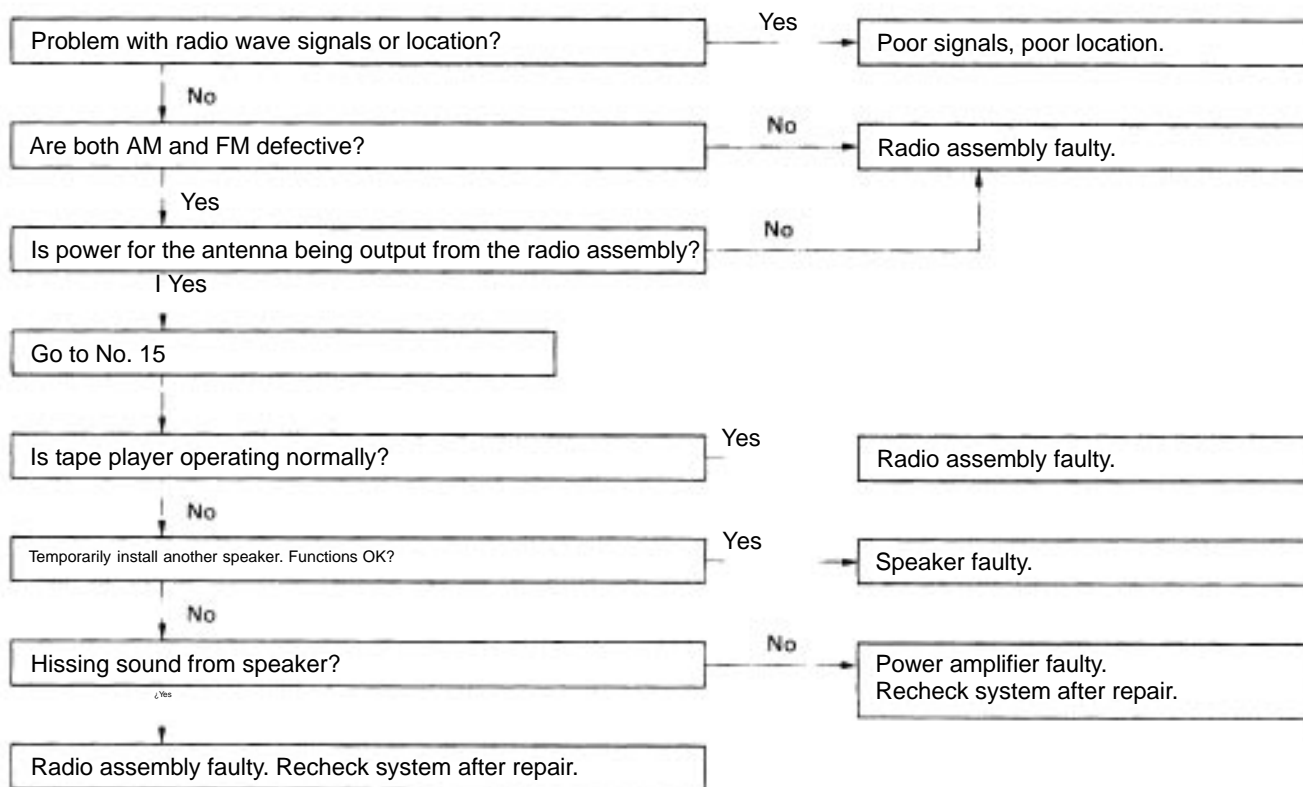 Problem with radio wave signals or location?
Yes
Poor signals, poor location.
No
Are both AM and FM defective?
No
Radio assembly faulty.
Yes
Is power for the antenna being output from the radio assembly?
No
I Yes
Go to No. 15
Is tape player operating normally?
Yes
Radio assembly faulty.
No
Temporarily install another speaker. Functions OK?
Yes
Speaker faulty.
No
Hissing sound from speaker?
No
Power amplifier faulty.
Recheck system after repair.
¿Yes
Radio assembly faulty. Recheck system after repair.